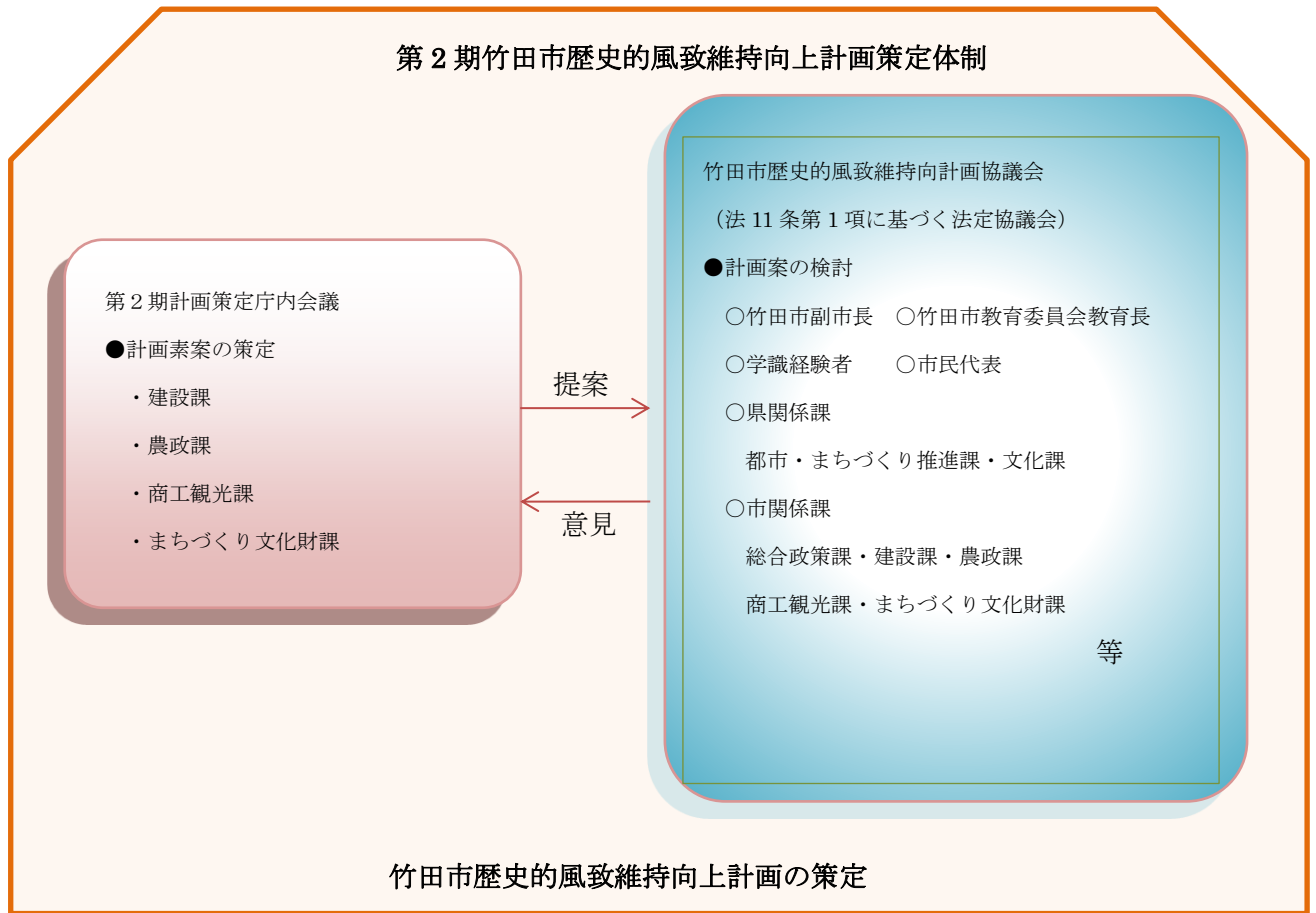 第2期竹田市歴史的風致維持向上計画策定体制
第2期計画策定庁内会議
●計画素案の策定
・建設課
・農政課
・商工観光課
・まちづくり文化財課
提案
意見
竹田市歴史的風致維持向計画協議会
（法11条第1項に基づく法定協議会）
●計画案の検討
○竹田市副市長　○竹田市教育委員会教育長
○学識経験者　　○市民代表
○県関係課
都市・まちづくり推進課・文化課
○市関係課
総合政策課・建設課・農政課
商工観光課・まちづくり文化財課
等
竹田市歴史的風致維持向上計画の策定